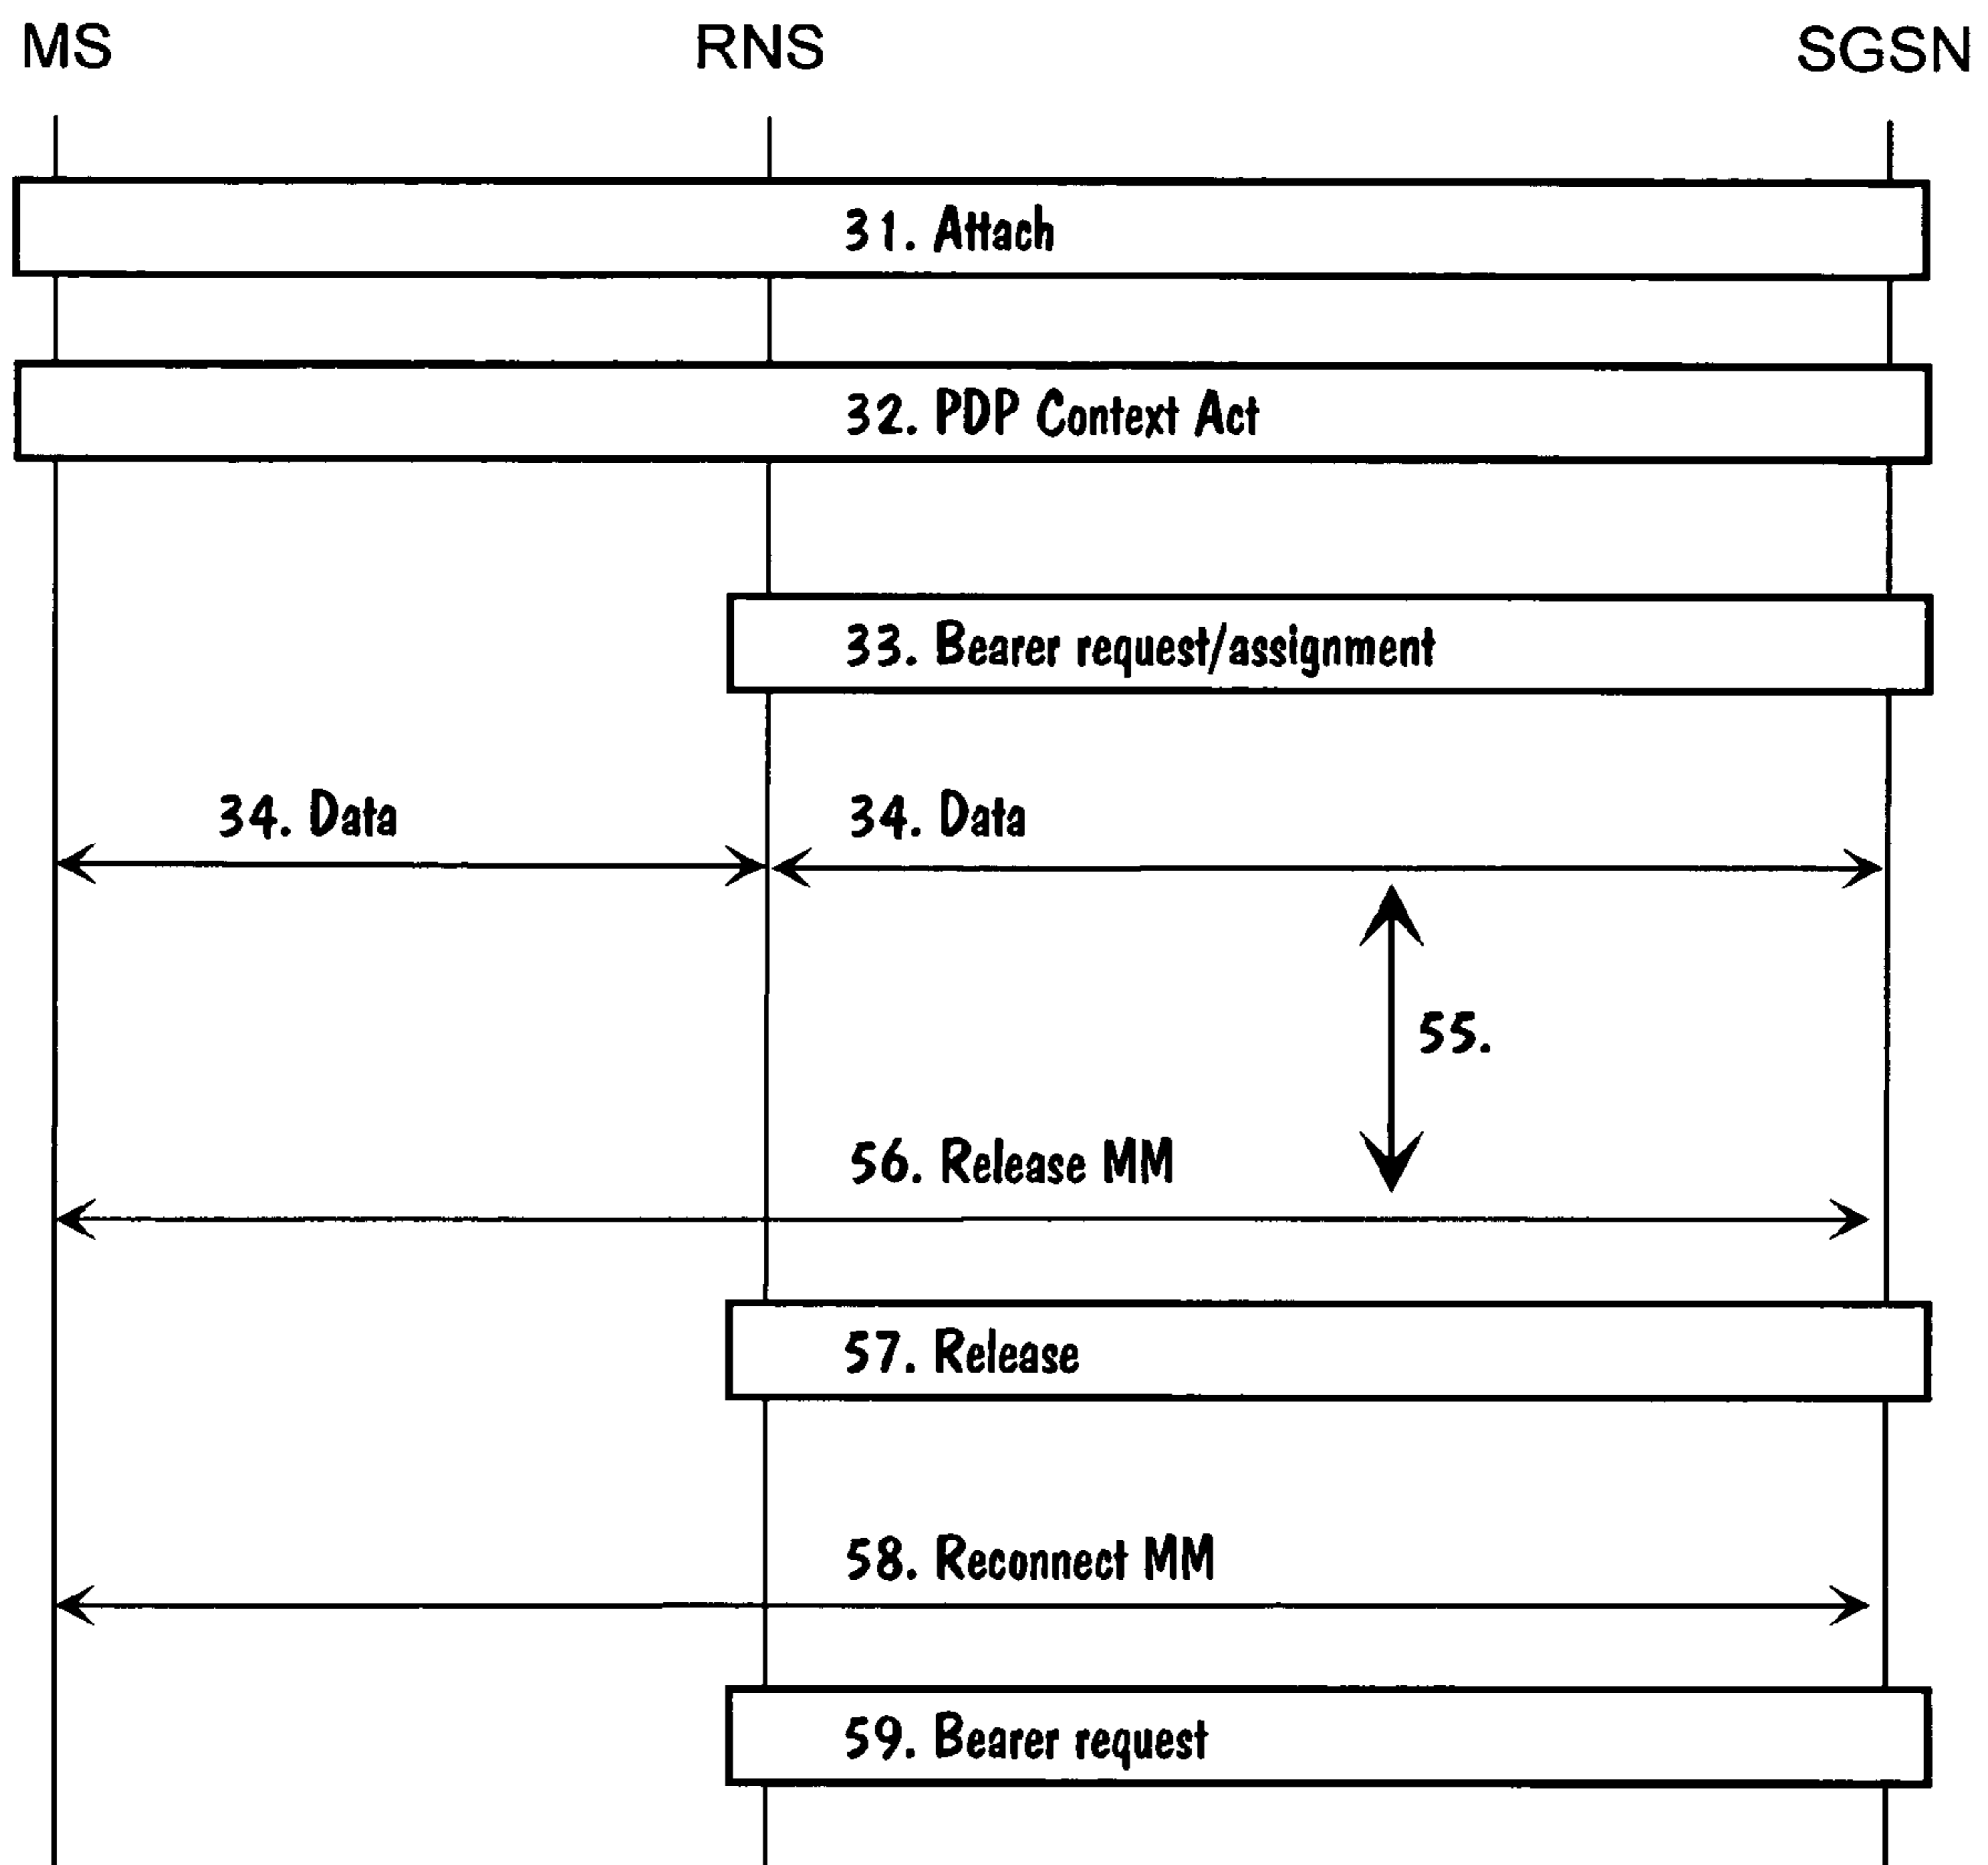 MS RNS SGSN
31. Attach
32. PDP Context Act
33. Bearer request/assignment
34. Data 34. Data
55.
56. Release MM
57. Release
58. Reconnect MM
59. Bearer request